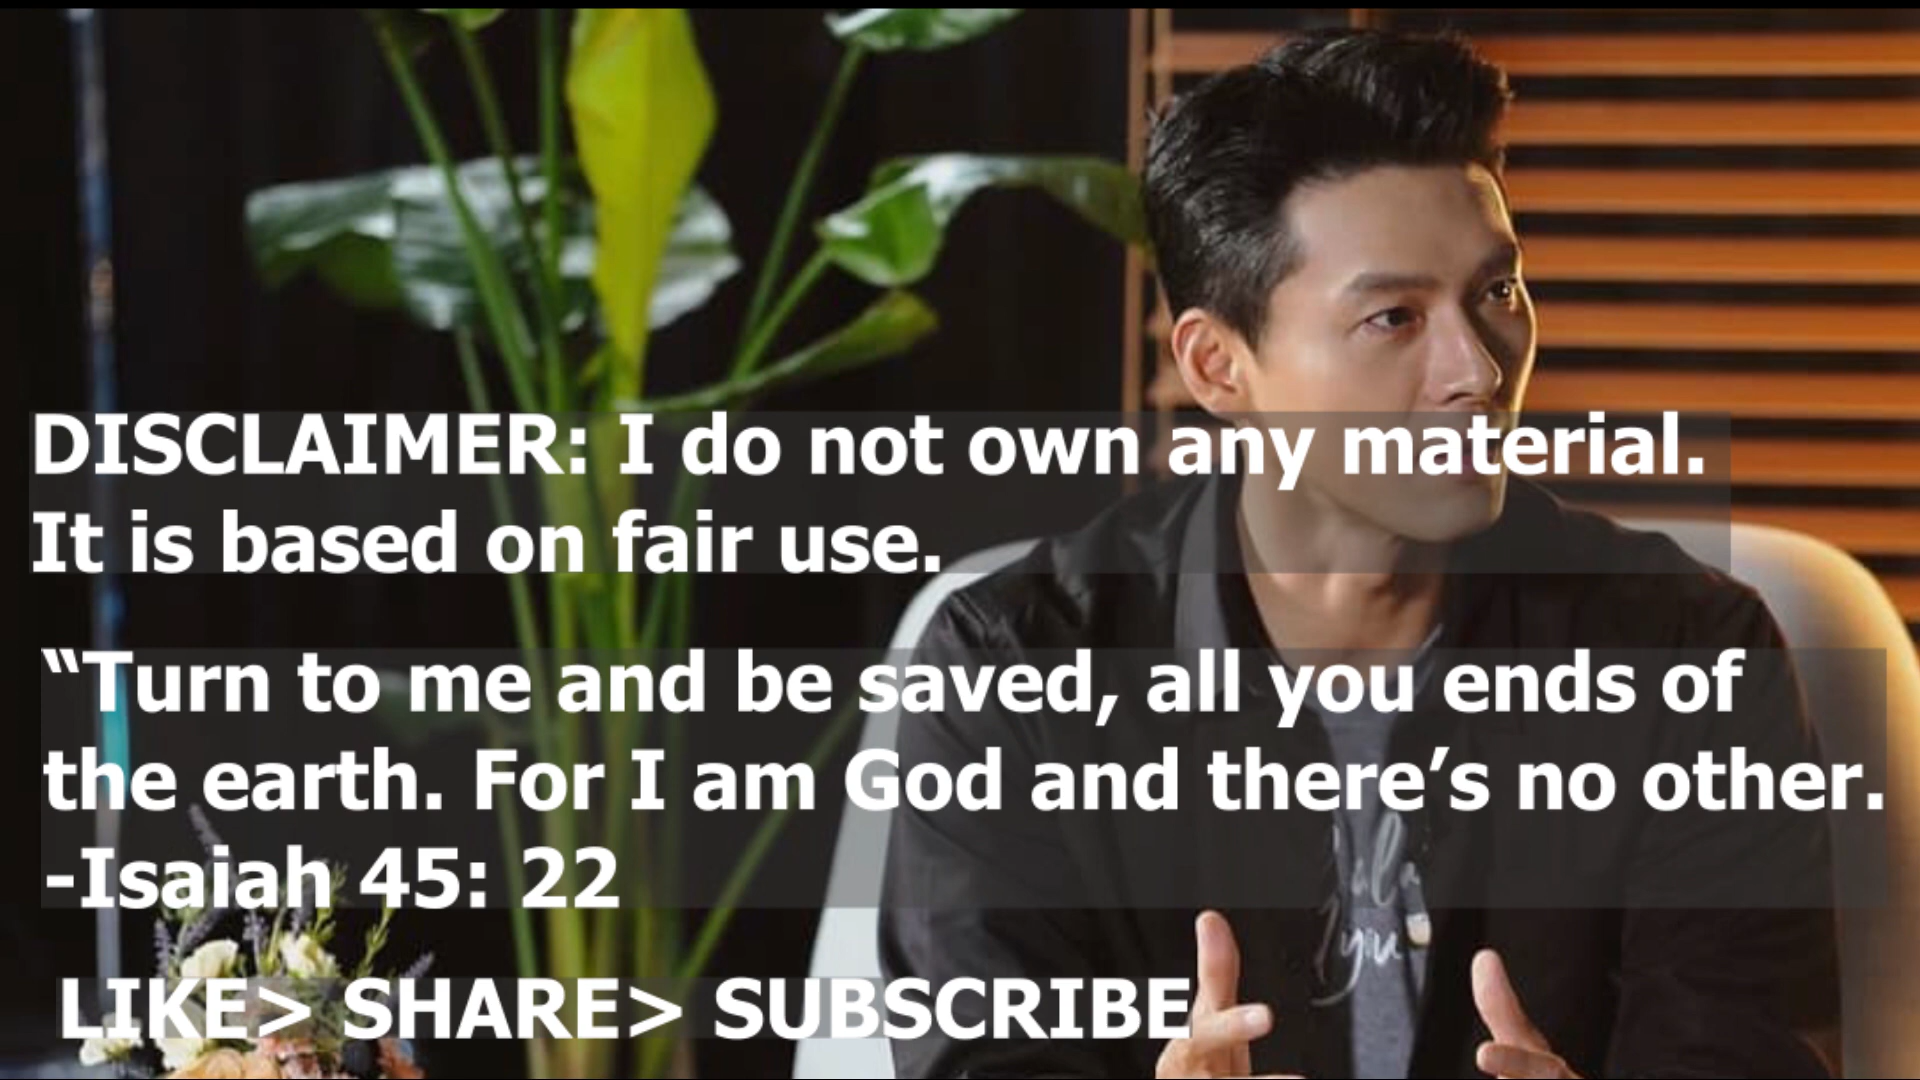 DISCLAIMER: I do not own any material.
It is based on fair use.
“Turn to me and be saved, all you ends of
the earth. For I am God and there’s no other.
-Isaiah 45: 22
LIKE> SHARE> SUBSCRIBE
you